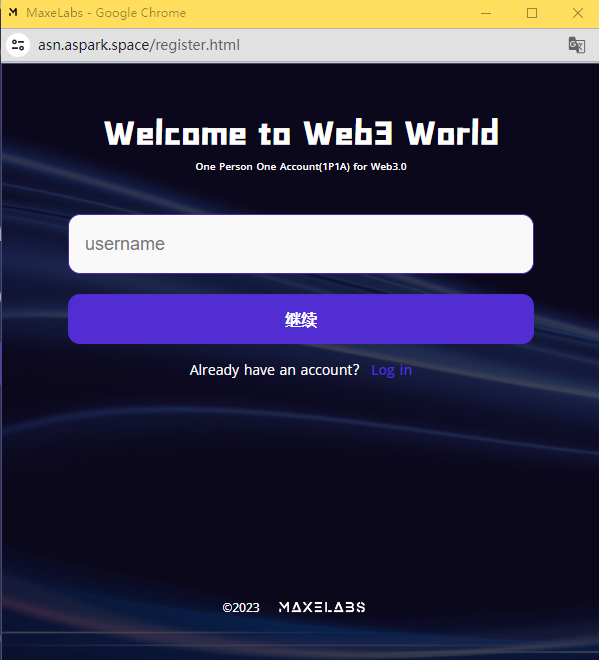 MaxeLabs - Google Chrome
asn.aspark.space/register.html
Welcome to Web3 World
One Person One Account(1P1A) for Web3.0
username
继续
Already have an account? Log in
©2023 MAXELABS